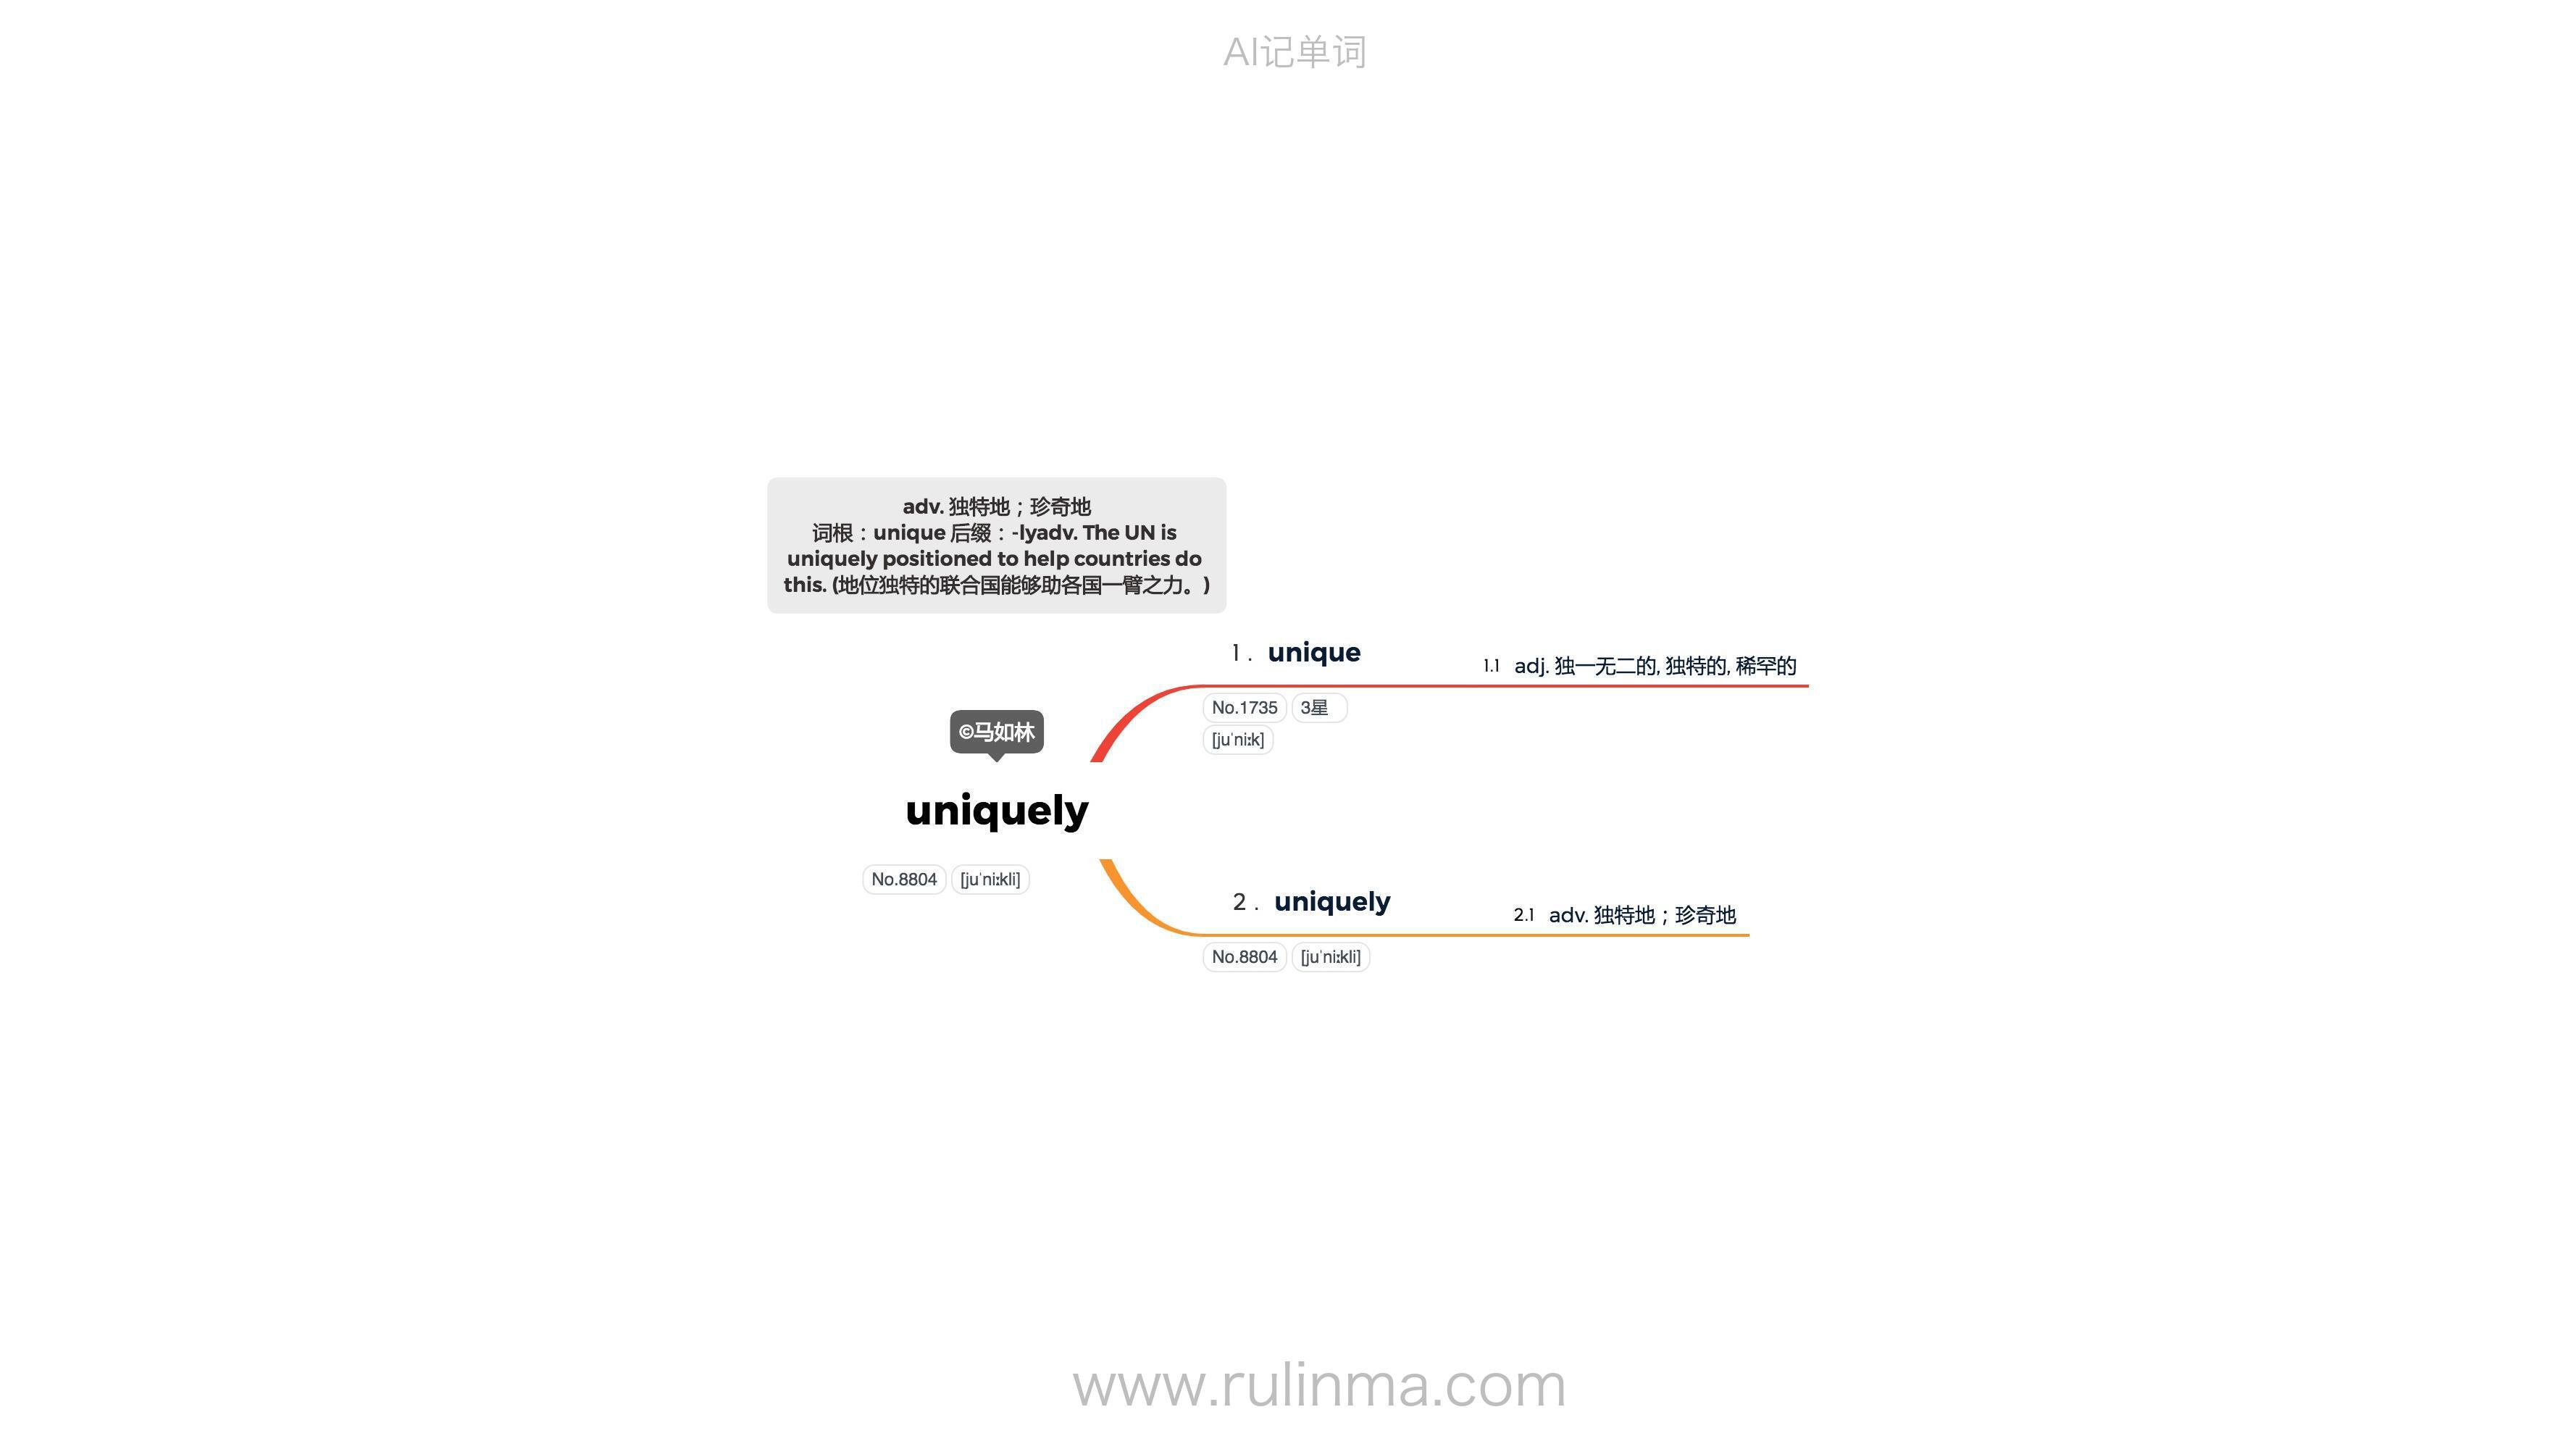 AI记单词
adv. 独特地；珍奇地
词根：unique 后缀：-lyadv. The UN is
uniquely positioned to help countries do
this. (地位独特的联合国能够助各国一臂之力。)
1. unique
1.1 adj. 独一无二的, 独特的, 稀罕的
No.1735 3星
[juˈniːk]
©马如林
uniquely
No.8804 [juˈniːkli]
2. uniquely
2.1 adv. 独特地；珍奇地
No.8804 [juˈniːkli]
www.rulinma.com